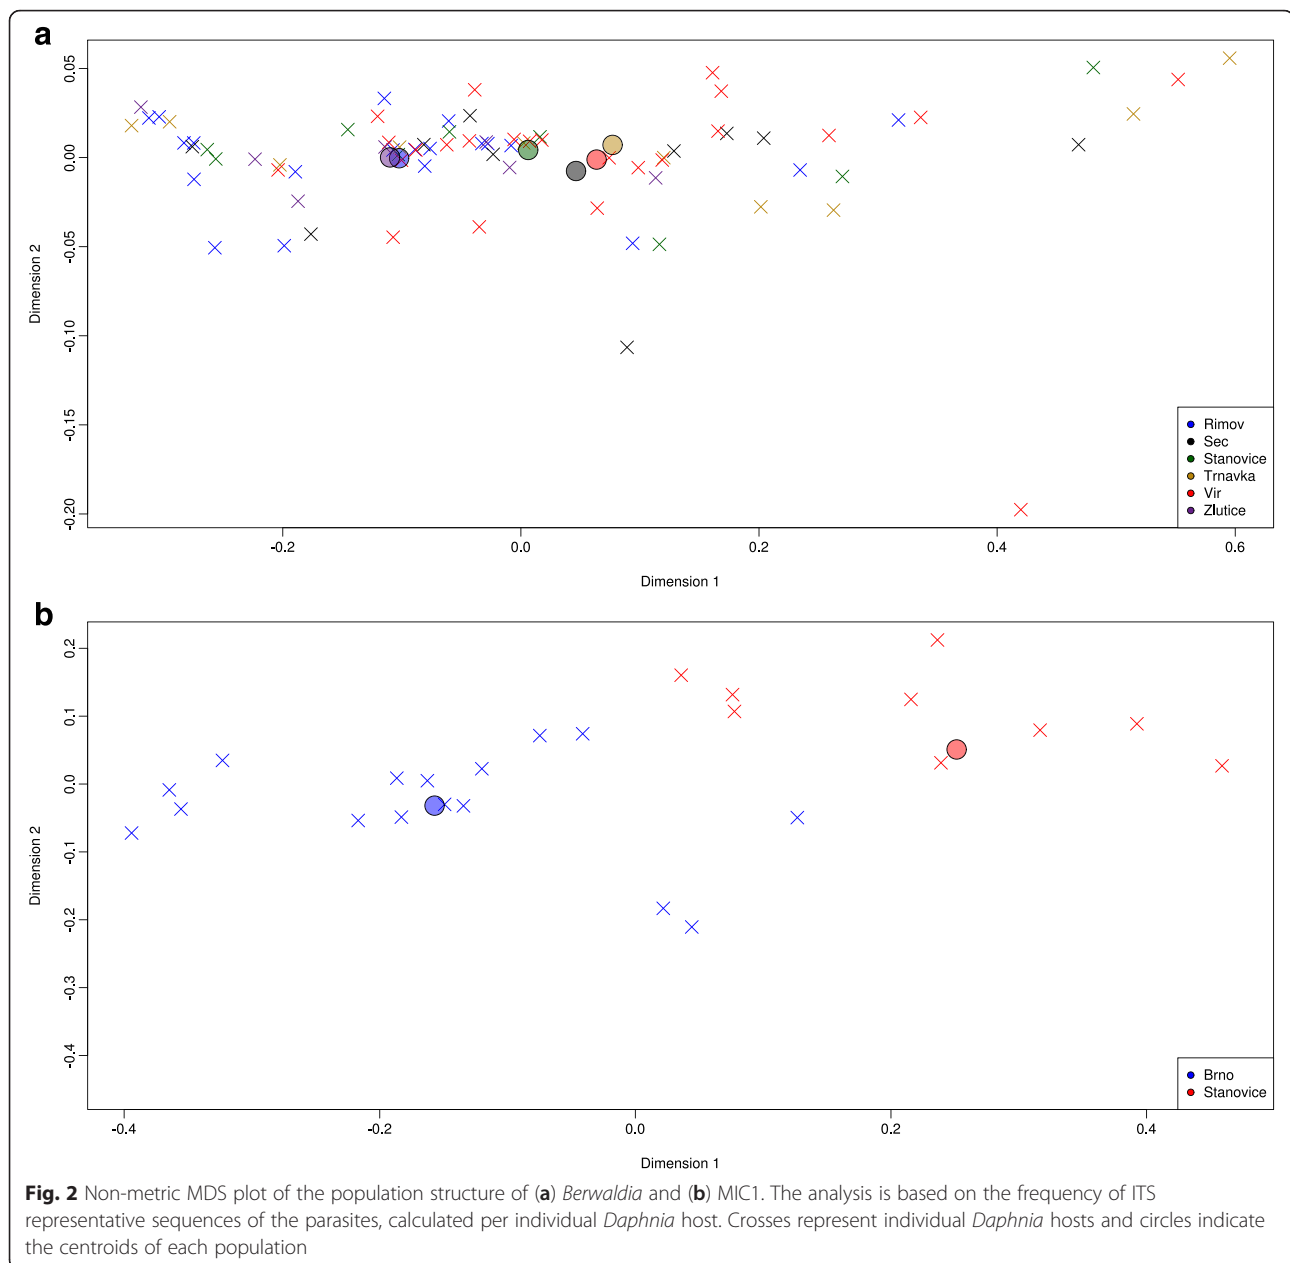 a
0.05
0.00
-0.05
-0.10
-0.15
-0.20
Dimension 2
Rimov
Sec
Stanovice
Trnavka
Vir
Zlutice
-0.2 0.0 0.2 0.4 0.6
Dimension 1
b
0.2
0.1
0.0
-0.1
-0.2
-0.3
-0.4
Dimension 2
Brno
Stanovice
-0.4 -0.2 0.0 0.2 0.4
Dimension 1
Fig. 2 Non-metric MDS plot of the population structure of (a) Berwaldia and (b) MIC1. The analysis is based on the frequency of ITS
representative sequences of the parasites, calculated per individual Daphnia host. Crosses represent individual Daphnia hosts and circles indicate
the centroids of each population